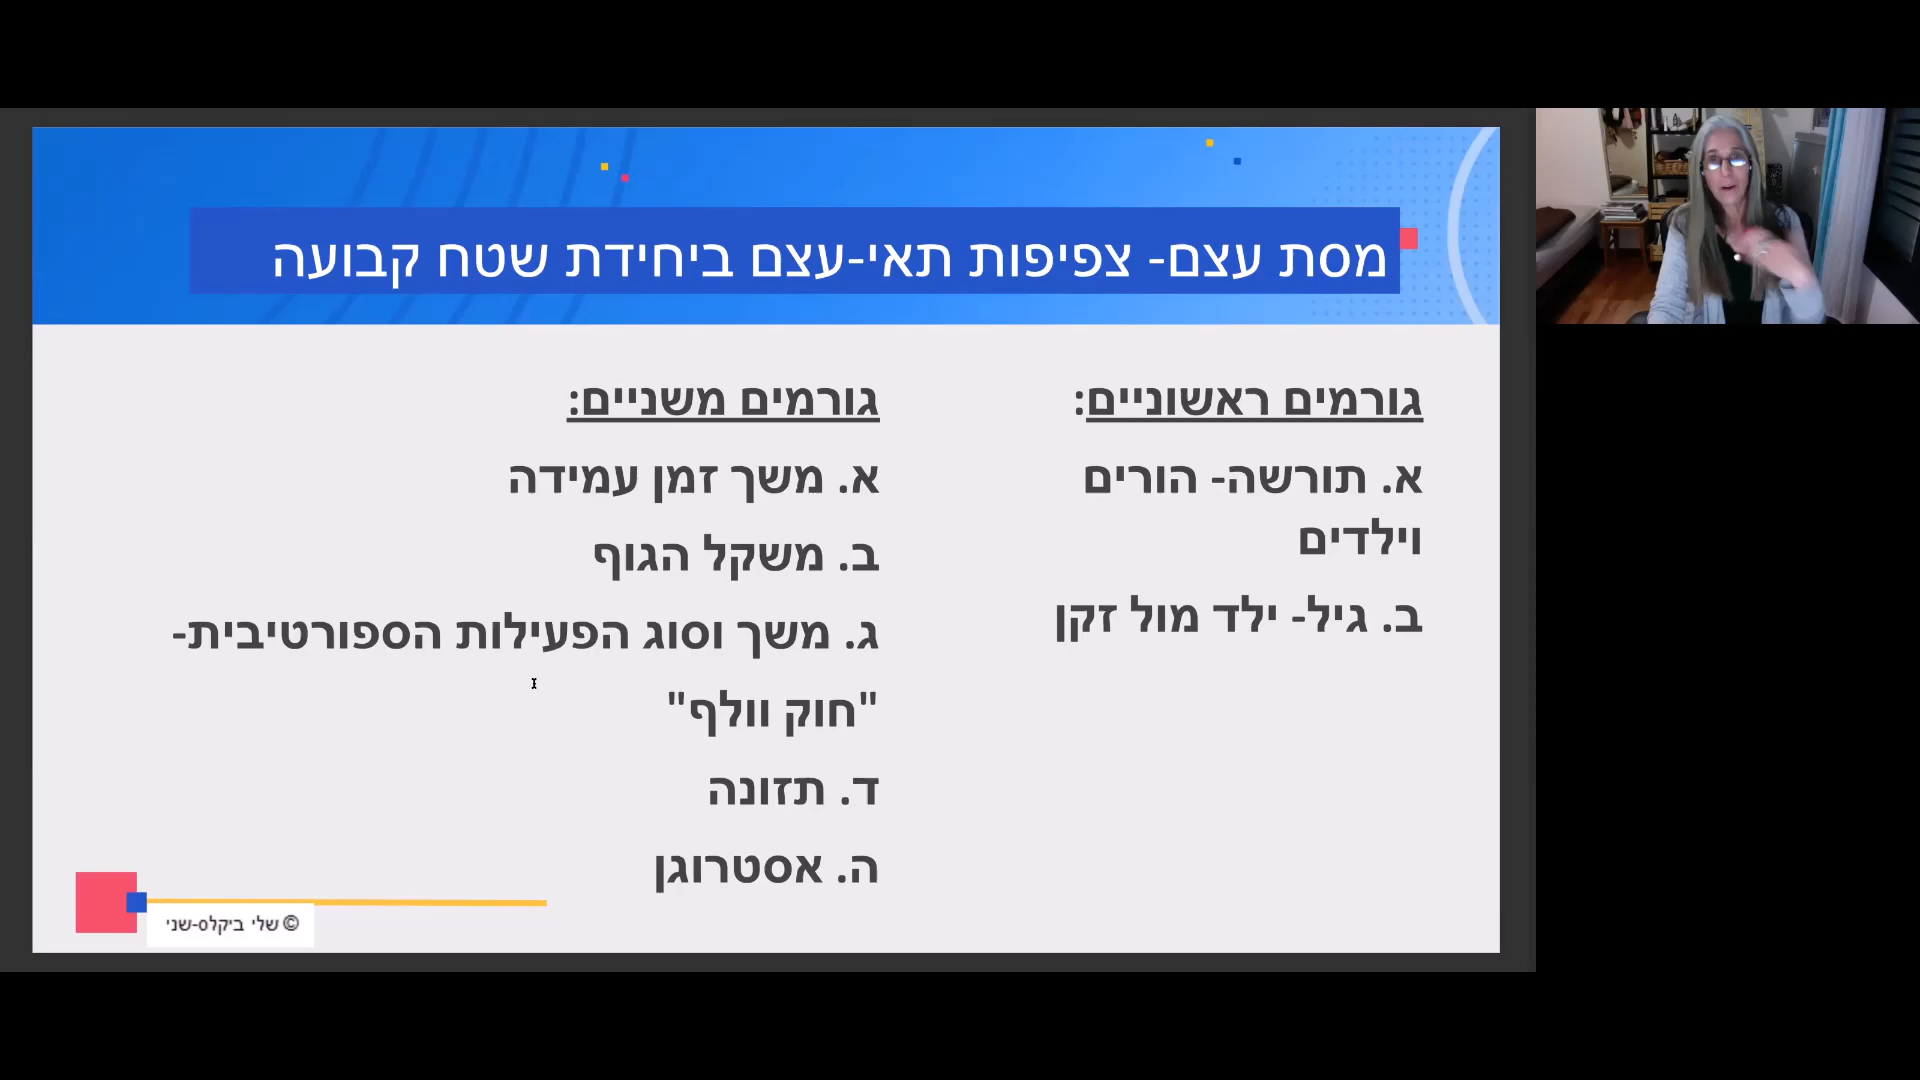 מסת עצם- צפיפות תאי-עצם ביחידת שטח קבועה
גורמים ראשוניים:
א. תורשה- הורים
וילדים
ב. גיל- ילד מול זקן
גורמים משניים:
א. משך זמן עמידה
ב. משקל הגוף
ג. משך וסוג הפעילות הספורטיבית-
"חוק וולף"
ד. תזונה
ה. אסטרוגן
© שלי ביקלס-שני